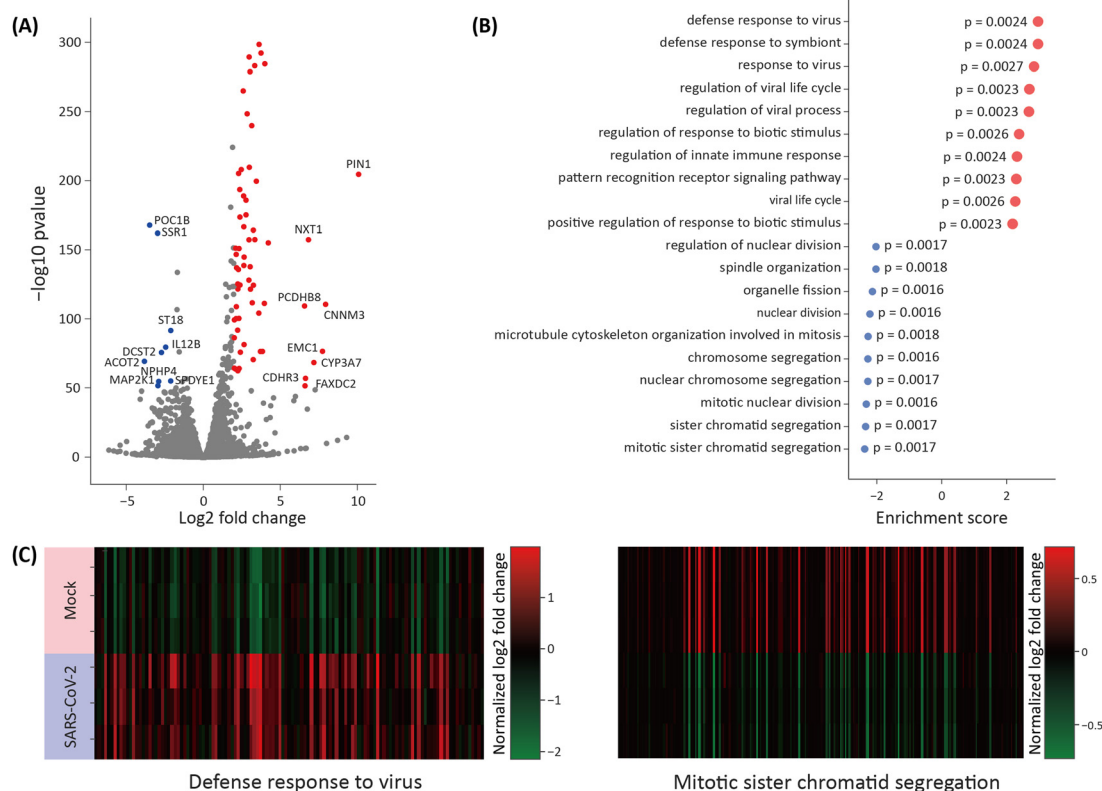 (A)
300
250
200
150
100
50
0
−log10 pvalue
−5
0
5
10
Log2 fold change
PIN1
POC1B
SSR1
NXT1
PCDHB8
CNNM3
ST18
IL12B
DCST2
ACOT2
NPHP4
MAP2K1
SPDYE1
EMC1
CYP3A7
CDHR3
FAXDC2
(B)
defense response to virus p = 0.0024
defense response to symbiont p = 0.0024
response to virus p = 0.0027
regulation of viral life cycle p = 0.0023
regulation of viral process p = 0.0023
regulation of response to biotic stimulus p = 0.0026
regulation of innate immune response p = 0.0024
pattern recognition receptor signaling pathway p = 0.0023
viral life cycle p = 0.0026
positive regulation of response to biotic stimulus p = 0.0023
regulation of nuclear division p = 0.0017
spindle organization p = 0.0018
organelle fission p = 0.0016
nuclear division p = 0.0016
microtubule cytoskeleton organization involved in mitosis p = 0.0018
chromosome segregation p = 0.0016
nuclear chromosome segregation p = 0.0017
mitotic nuclear division p = 0.0016
sister chromatid segregation p = 0.0017
mitotic sister chromatid segregation p = 0.0017
−2
0
2
Enrichment score
(C)
Mock
SARS-CoV-2
Normalized log2 fold change
1
0
−1
−2
Defense response to virus
Normalized log2 fold change
0.5
0
−0.5
Mitotic sister chromatid segregation